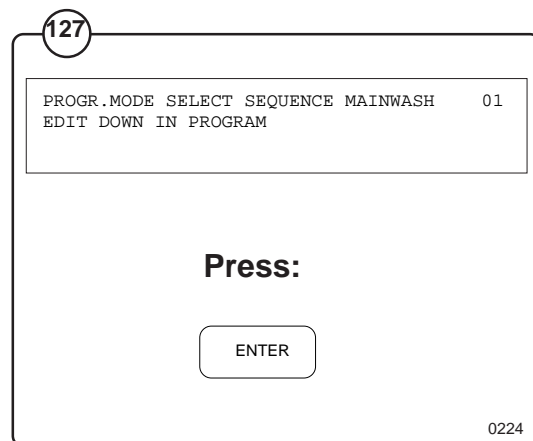 127
PROGR.MODE SELECT SEQUENCE MAINWASH 01
EDIT DOWN IN PROGRAM
Press:
ENTER
0224